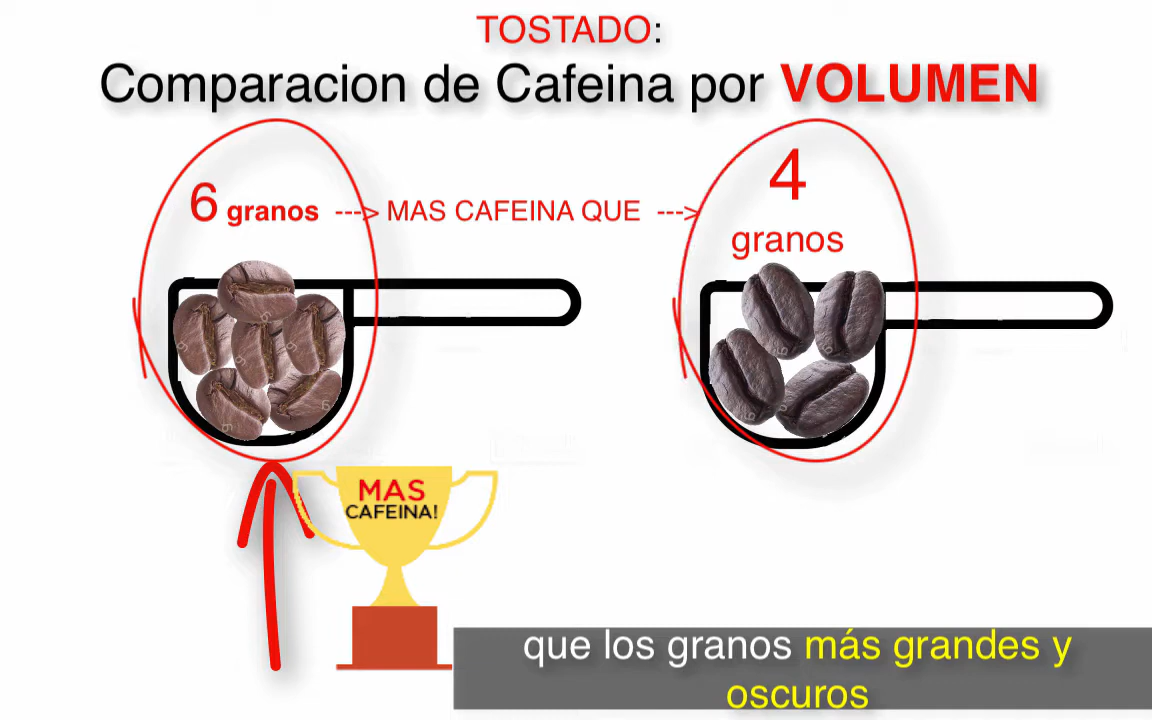 TOSTADO:
Comparacion de Cafeina por VOLUMEN
6 granos ---> MAS CAFEINA QUE --->
4
granos
MAS
CAFEINA!
que los granos más grandes y
oscuros